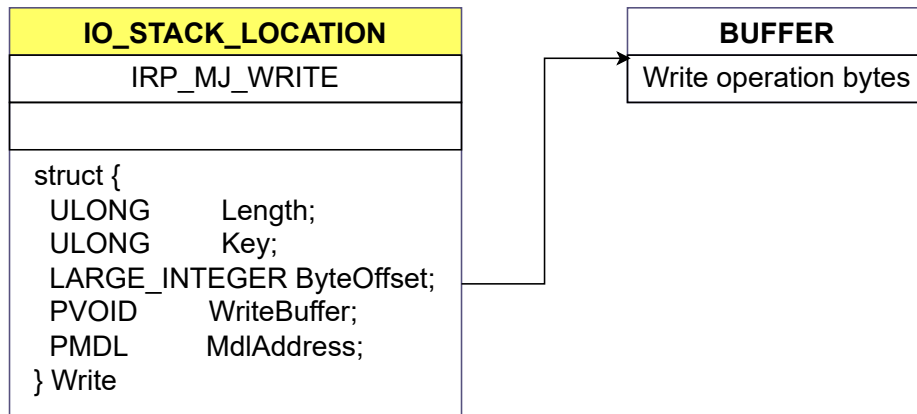 IO_STACK_LOCATION
IRP_MJ_WRITE
struct {
ULONG Length;
ULONG Key;
LARGE_INTEGER ByteOffset;
PVOID WriteBuffer;
PMDL MdlAddress;
} Write
BUFFER
Write operation bytes